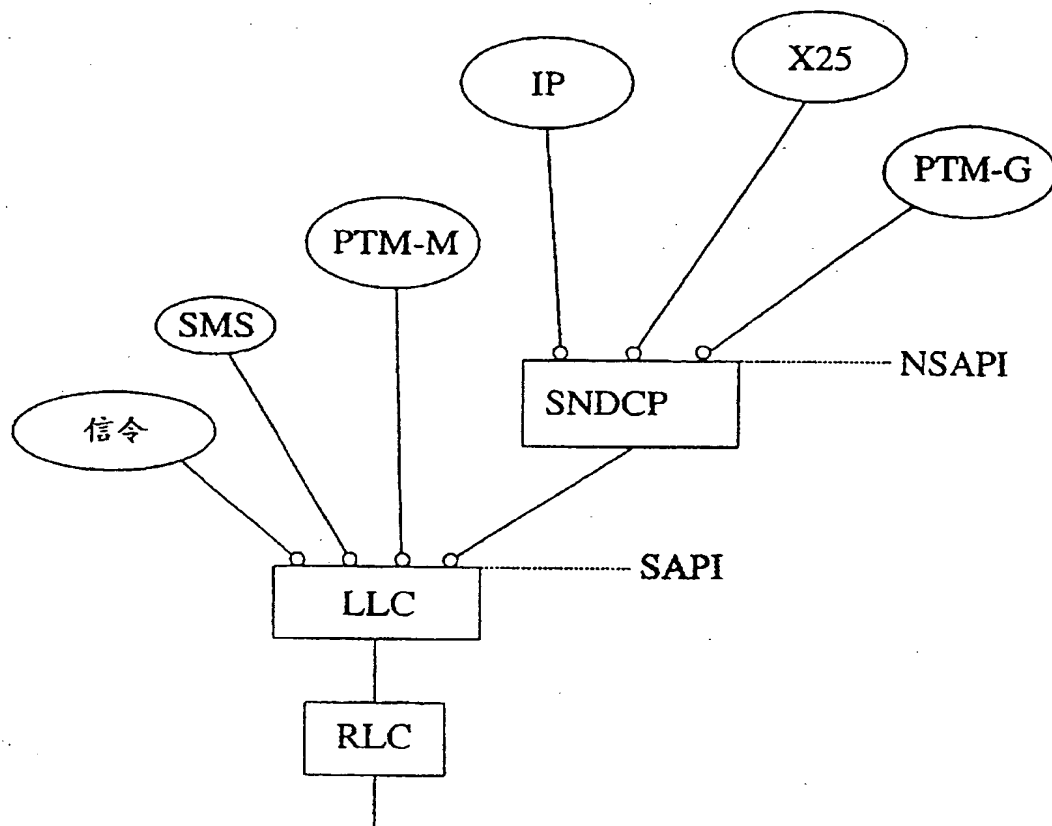 X25
IP
PTM-G
PTM-M
SMS
NSAPI
SNDCP
信令
SAPI
LLC
RLC